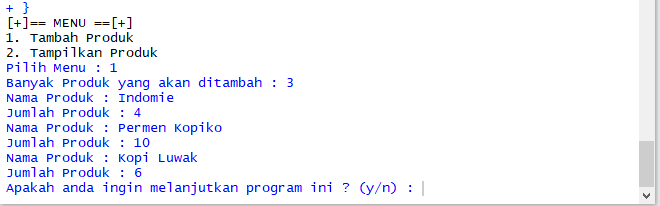 + }
[+]== MENU ==[+]
1. Tambah Produk
2. Tampilkan Produk
Pilih Menu : 1
Banyak Produk yang akan ditambah : 3
Nama Produk : Indomie
Jumlah Produk : 4
Nama Produk : Permen Kopiko
Jumlah Produk : 10
Nama Produk : Kopi Luwak
Jumlah Produk : 6
Apakah anda ingin melanjutkan program ini ? (y/n) :